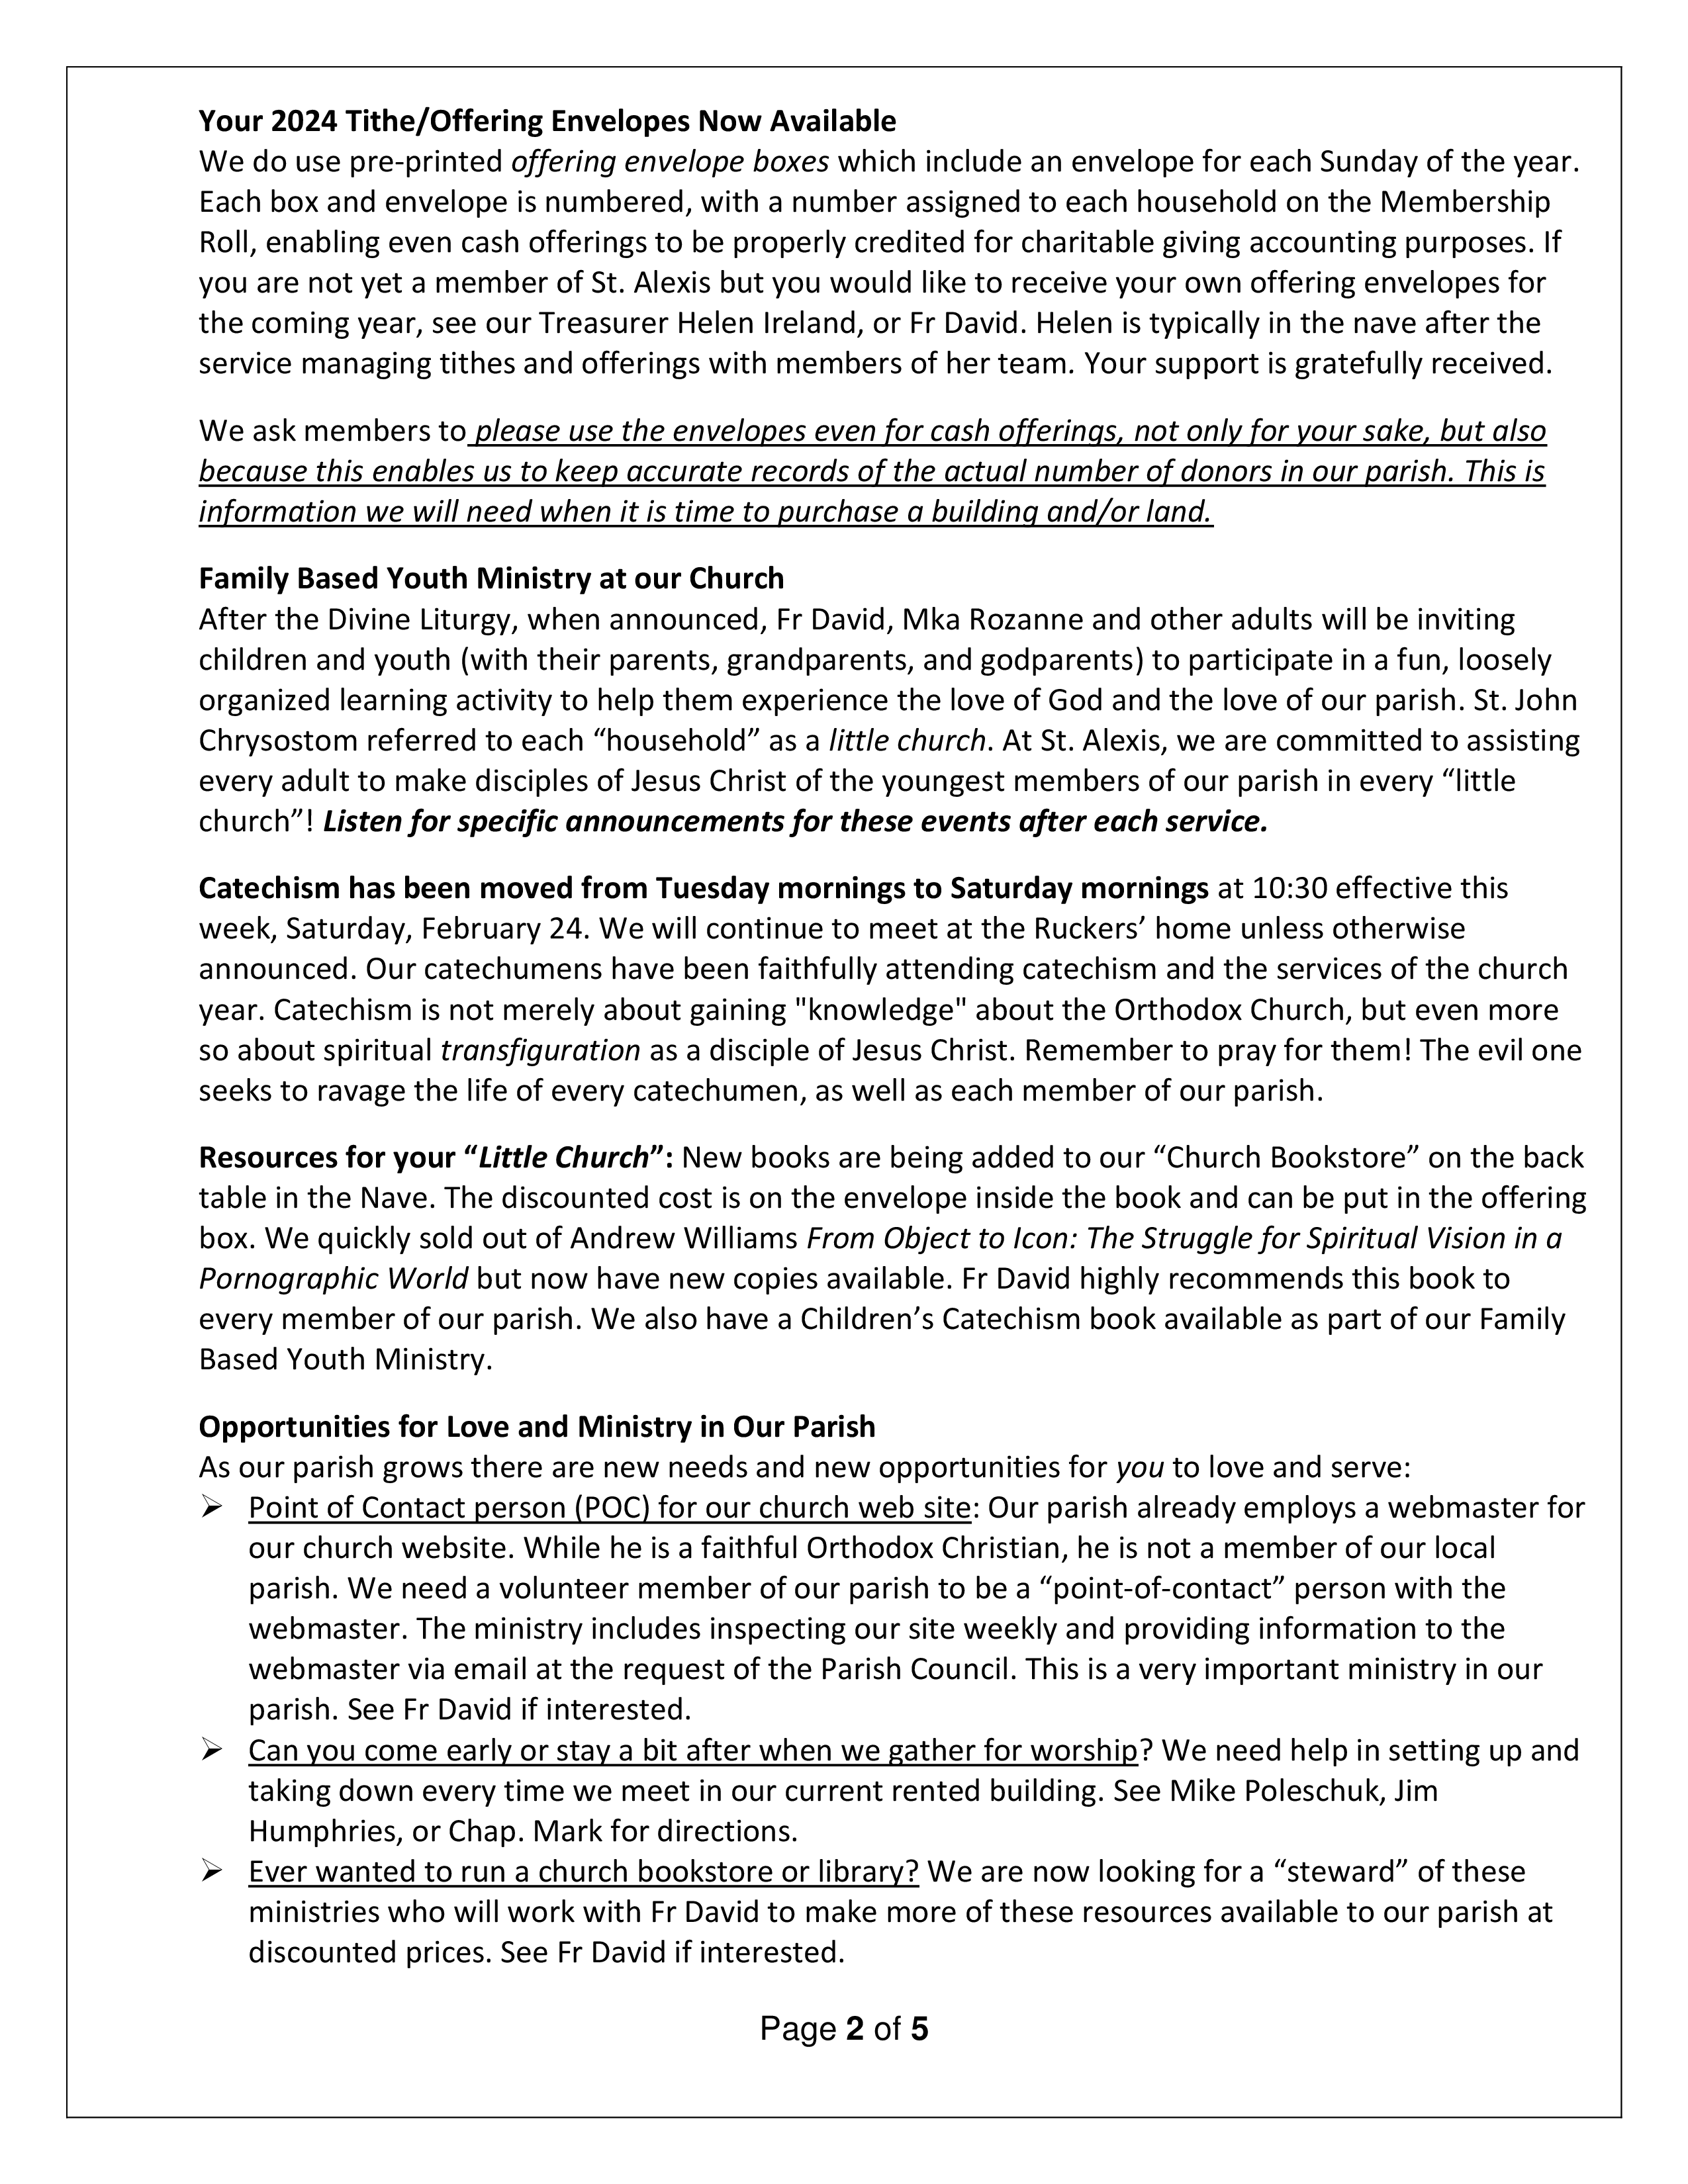 Your 2024 Tithe/Offering Envelopes Now Available
We do use pre-printed offering envelope boxes which include an envelope for each Sunday of the year.
Each box and envelope is numbered, with a number assigned to each household on the Membership
Roll, enabling even cash offerings to be properly credited for charitable giving accounting purposes. If
you are not yet a member of St. Alexis but you would like to receive your own offering envelopes for
the coming year, see our Treasurer Helen Ireland, or Fr David. Helen is typically in the nave after the
service managing tithes and offerings with members of her team. Your support is gratefully received.
We ask members to please use the envelopes even for cash offerings, not only for your sake, but also
because this enables us to keep accurate records of the actual number of donors in our parish. This is
information we will need when it is time to purchase a building and/or land.
Family Based Youth Ministry at our Church
After the Divine Liturgy, when announced, Fr David, Mka Rozanne and other adults will be inviting
children and youth (with their parents, grandparents, and godparents) to participate in a fun, loosely
organized learning activity to help them experience the love of God and the love of our parish. St. John
Chrysostom referred to each “household” as a little church. At St. Alexis, we are committed to assisting
every adult to make disciples of Jesus Christ of the youngest members of our parish in every “little
church”! Listen for specific announcements for these events after each service.
Catechism has been moved from Tuesday mornings to Saturday mornings at 10:30 effective this
week, Saturday, February 24. We will continue to meet at the Ruckers’ home unless otherwise
announced. Our catechumens have been faithfully attending catechism and the services of the church
year. Catechism is not merely about gaining "knowledge" about the Orthodox Church, but even more
so about spiritual transfiguration as a disciple of Jesus Christ. Remember to pray for them! The evil one
seeks to ravage the life of every catechumen, as well as each member of our parish.
Resources for your “Little Church”: New books are being added to our “Church Bookstore” on the back
table in the Nave. The discounted cost is on the envelope inside the book and can be put in the offering
box. We quickly sold out of Andrew Williams From Object to Icon: The Struggle for Spiritual Vision in a
Pornographic World but now have new copies available. Fr David highly recommends this book to
every member of our parish. We also have a Children’s Catechism book available as part of our Family
Based Youth Ministry.
Opportunities for Love and Ministry in Our Parish
As our parish grows there are new needs and new opportunities for you to love and serve:
➢ Point of Contact person (POC) for our church web site: Our parish already employs a webmaster for
our church website. While he is a faithful Orthodox Christian, he is not a member of our local
parish. We need a volunteer member of our parish to be a “point-of-contact” person with the
webmaster. The ministry includes inspecting our site weekly and providing information to the
webmaster via email at the request of the Parish Council. This is a very important ministry in our
parish. See Fr David if interested.
➢ Can you come early or stay a bit after when we gather for worship? We need help in setting up and
taking down every time we meet in our current rented building. See Mike Poleschuk, Jim
Humphries, or Chap. Mark for directions.
➢ Ever wanted to run a church bookstore or library? We are now looking for a “steward” of these
ministries who will work with Fr David to make more of these resources available to our parish at
discounted prices. See Fr David if interested.
Page 2 of 5